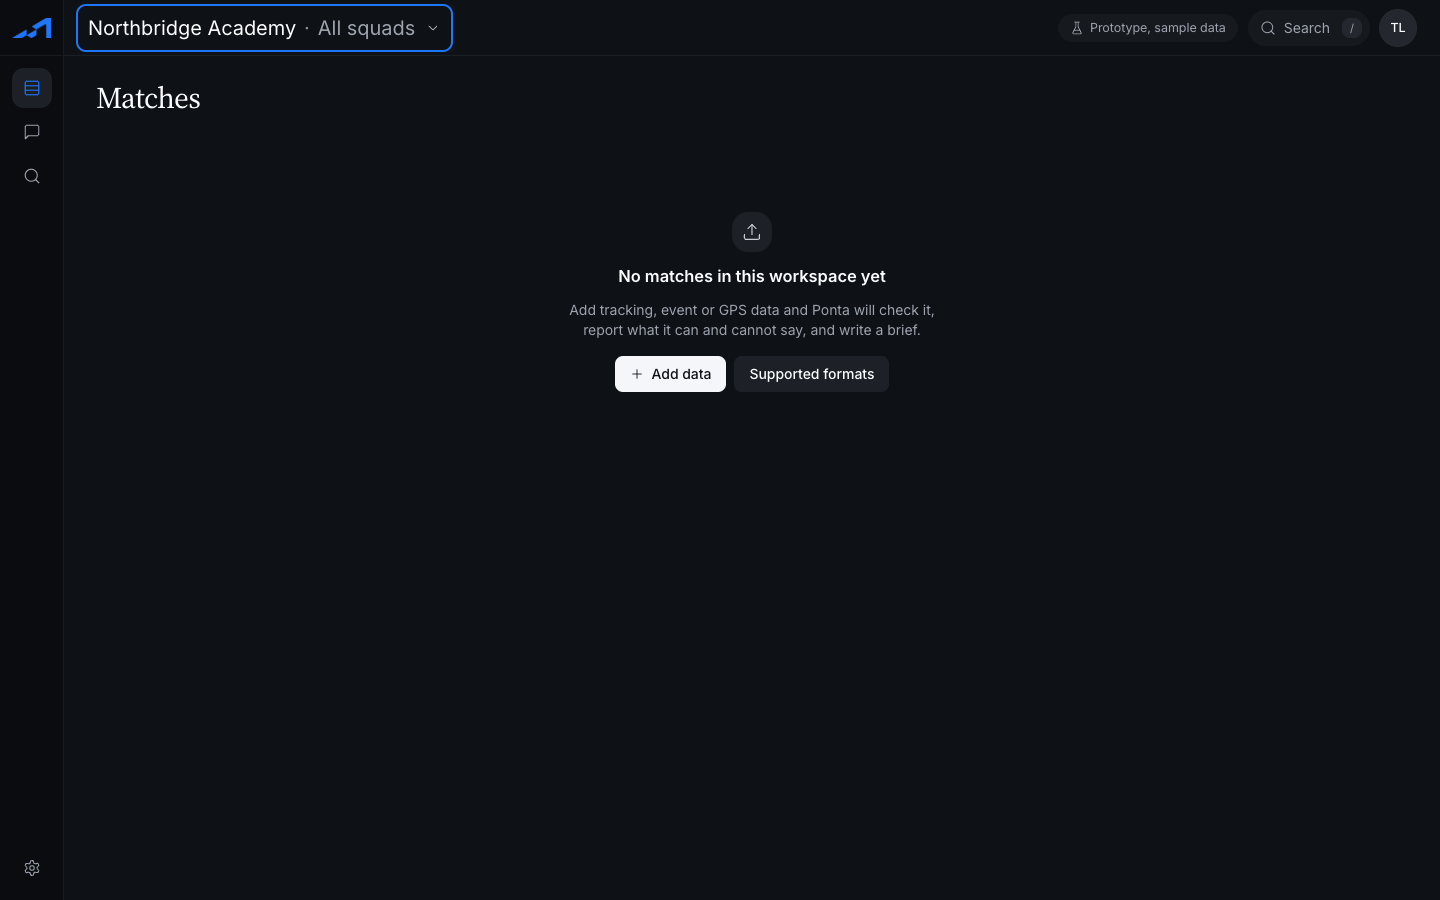 Northbridge Academy · All squads
Prototype, sample data
Search /
TL
Matches
No matches in this workspace yet
Add tracking, event or GPS data and Ponta will check it,
report what it can and cannot say, and write a brief.
+ Add data
Supported formats